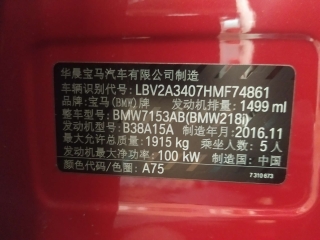 华晨宝马汽车有限公司制造
车辆识别代号: LBV2A3407HMF74861
品牌: 宝马(BMW)牌 发动机排量: 1499 ml
整车型号: BMW7153AB(BMW218i)
发动机型号: B38A15A 制造年月: 2016.11
最大允许总质量: 1915 kg 乘坐人数: 5人
发动机最大净功率: 100 kW 制造国: 中国
颜色代码/色圈: A75
7 310 673